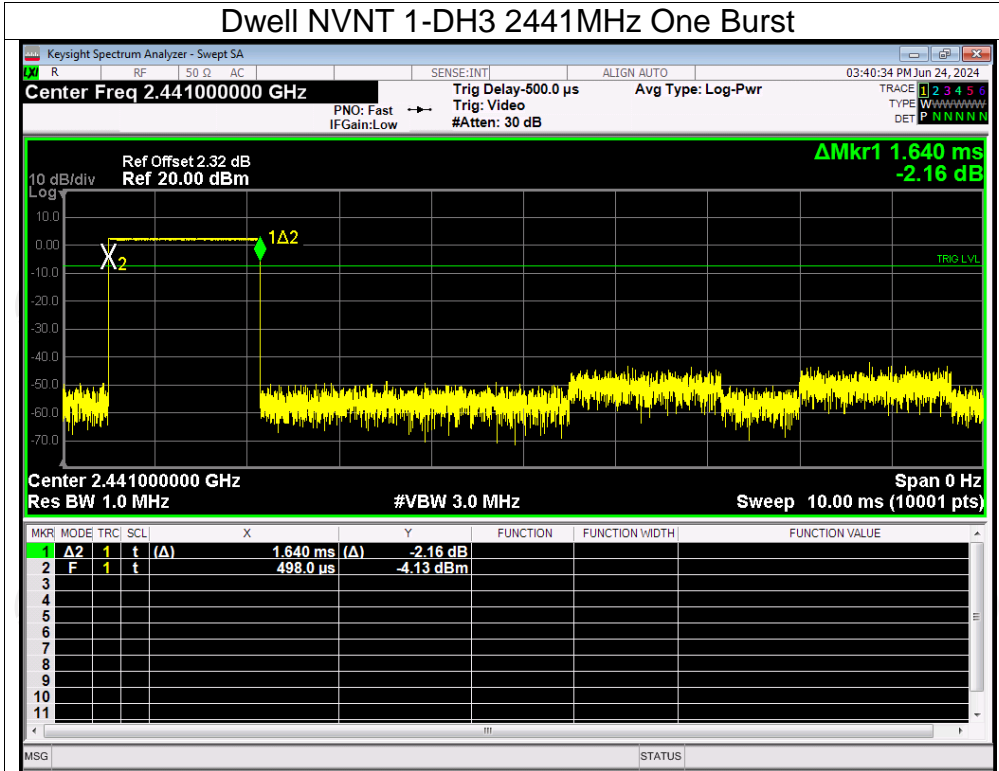 Dwell NVNT 1-DH3 2441MHz One Burst
Keysight Spectrum Analyzer - Swept SA
LXI R RF 50 Ω AC SENSE:INT ALIGN AUTO 03:40:34 PM Jun 24, 2024
Center Freq 2.441000000 GHz Trig Delay-500.0 µs Avg Type: Log-Pwr TRACE 1 2 3 4 5 6
PNO: Fast Trig: Video TYPE WWWWWW
IFGain:Low #Atten: 30 dB DET P N N N N N
ΔMkr1 1.640 ms
-2.16 dB
Ref Offset 2.32 dB
10 dB/div Ref 20.00 dBm
Log
10.0
0.00
-10.0
-20.0
-30.0
-40.0
-50.0
-60.0
-70.0
1Δ2
2
TRIG LVL
Center 2.441000000 GHz Span 0 Hz
Res BW 1.0 MHz #VBW 3.0 MHz Sweep 10.00 ms (10001 pts)
MKR MODE TRC SCL X Y FUNCTION FUNCTION WIDTH FUNCTION VALUE
1 Δ2 1 t (Δ) 1.640 ms (Δ) -2.16 dB
2 F 1 t 498.0 µs -4.13 dBm
3
4
5
6
7
8
9
10
11
MSG STATUS